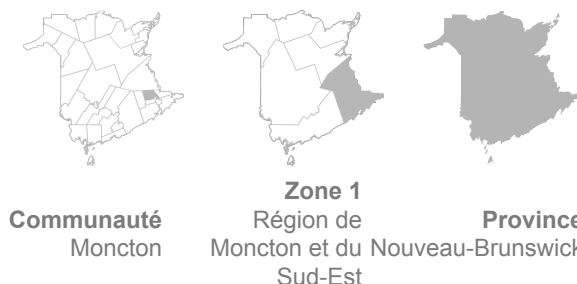 Communauté
Moncton
Zone 1
Région de
Moncton et du
Sud-Est
Province
Nouveau-Brunswick